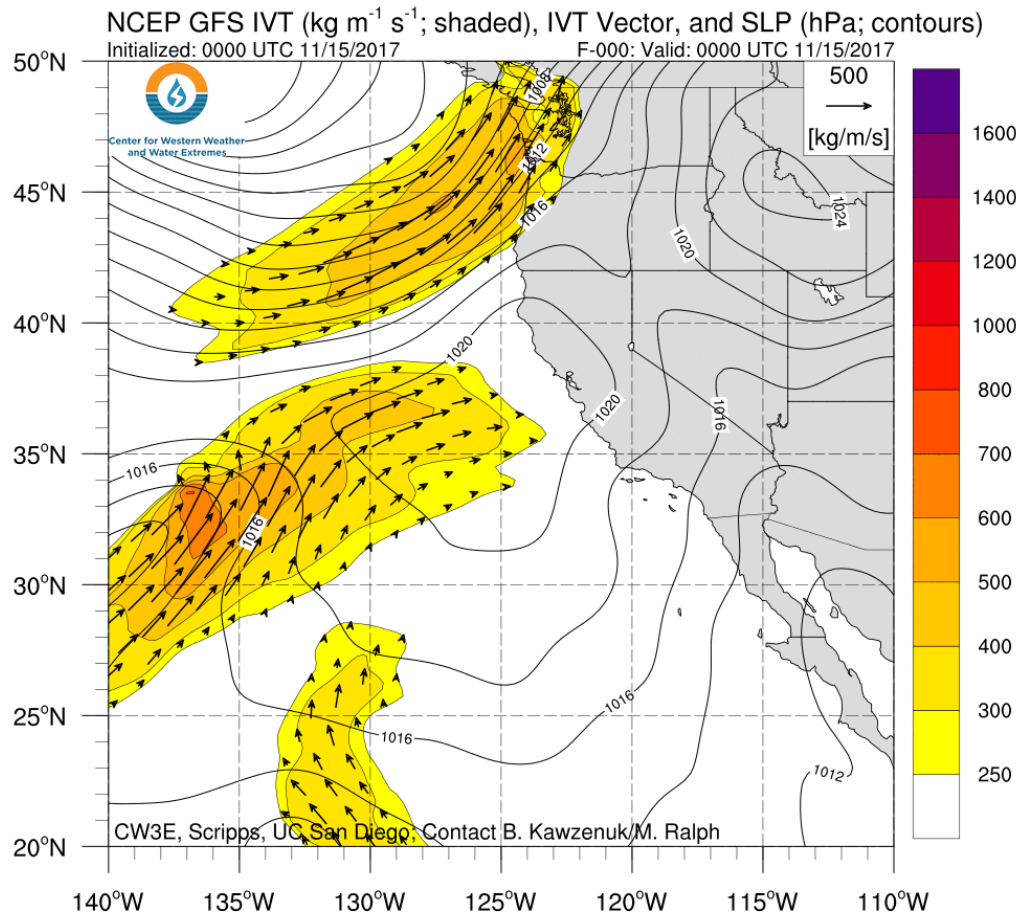 NCEP GFS IVT (kg m⁻¹ s⁻¹; shaded), IVT Vector, and SLP (hPa; contours)
Initialized: 0000 UTC 11/15/2017
F-000: Valid: 0000 UTC 11/15/2017
50°N
45°N
40°N
35°N
30°N
25°N
20°N
Center for Western Weather
and Water Extremes
500
[kg/m/s]
1008
1012
1016
1024
1020
1020
1020
1016
1016
1016
1016
1016
1012
CW3E, Scripps, UC San Diego; Contact B. Kawzenuk/M. Ralph
140°W
135°W
130°W
125°W
120°W
115°W
110°W
1600
1400
1200
1000
800
700
600
500
400
300
250